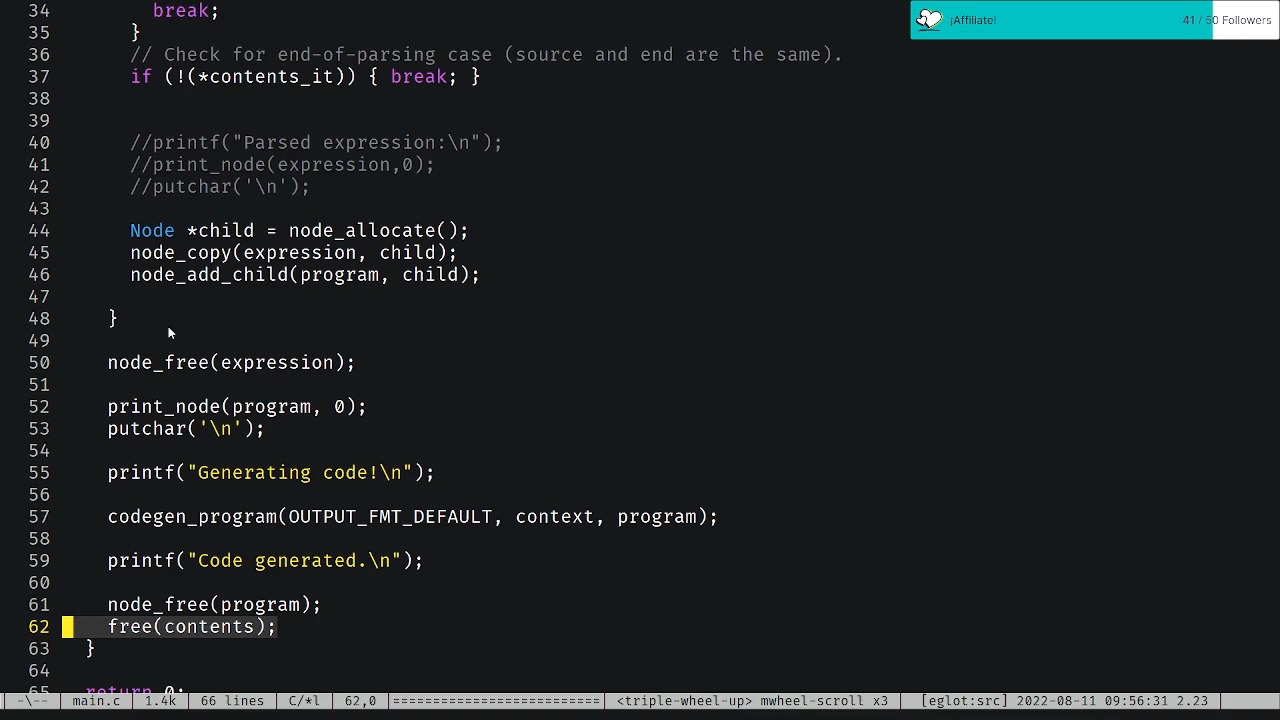 ¡Affiliate! 41 / 50 Followers
34 break;
35 }
36 // Check for end-of-parsing case (source and end are the same).
37 if (!(*contents_it)) { break; }
38
39
40 //printf("Parsed expression:\n");
41 //print_node(expression,0);
42 //putchar('\n');
43
44 Node *child = node_allocate();
45 node_copy(expression, child);
46 node_add_child(program, child);
47
48 }
49
50 node_free(expression);
51
52 print_node(program, 0);
53 putchar('\n');
54
55 printf("Generating code!\n");
56
57 codegen_program(OUTPUT_FMT_DEFAULT, context, program);
58
59 printf("Code generated.\n");
60
61 node_free(program);
62 free(contents);
63 }
64
65 return 0;
-\-- main.c 1.4k 66 lines C/*l 62,0 ======================== <triple-wheel-up> mwheel-scroll x3 [eglot:src] 2022-08-11 09:56:31 2.23